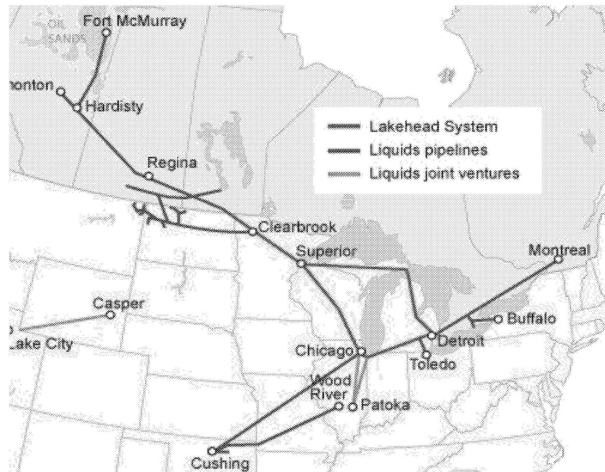 OIL
SANDS
Fort McMurray
monton
Hardisty
Regina
Lakehead System
Liquids pipelines
Liquids joint ventures
Clearbrook
Superior
Montreal
Casper
Lake City
Buffalo
Detroit
Chicago
Toledo
Wood
River
Patoka
Cushing